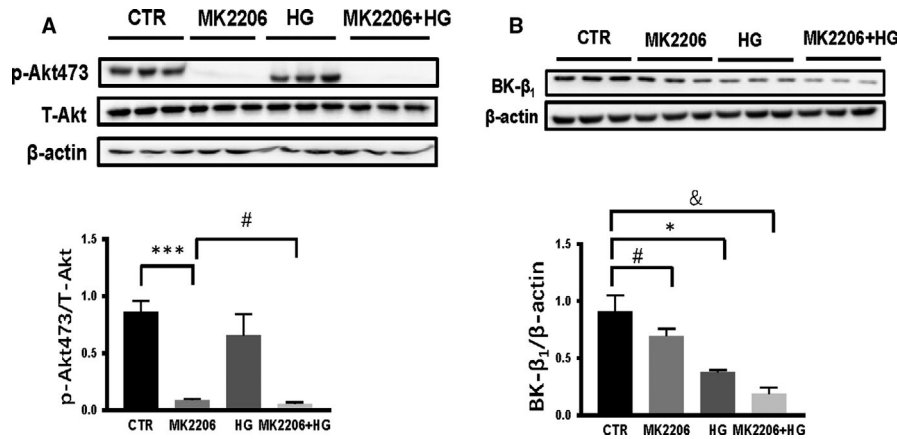 A
CTR MK2206 HG MK2206+HG
p-Akt473
T-Akt
β-actin
#
***
p-Akt473/T-Akt
1.5
1.0
0.5
0.0
CTR MK2206 HG MK2206+HG
B
CTR MK2206 HG MK2206+HG
BK-β₁
β-actin
&
*
#
BK-β₁/β-actin
1.5
1.0
0.5
0.0
CTR MK2206 HG MK2206+HG